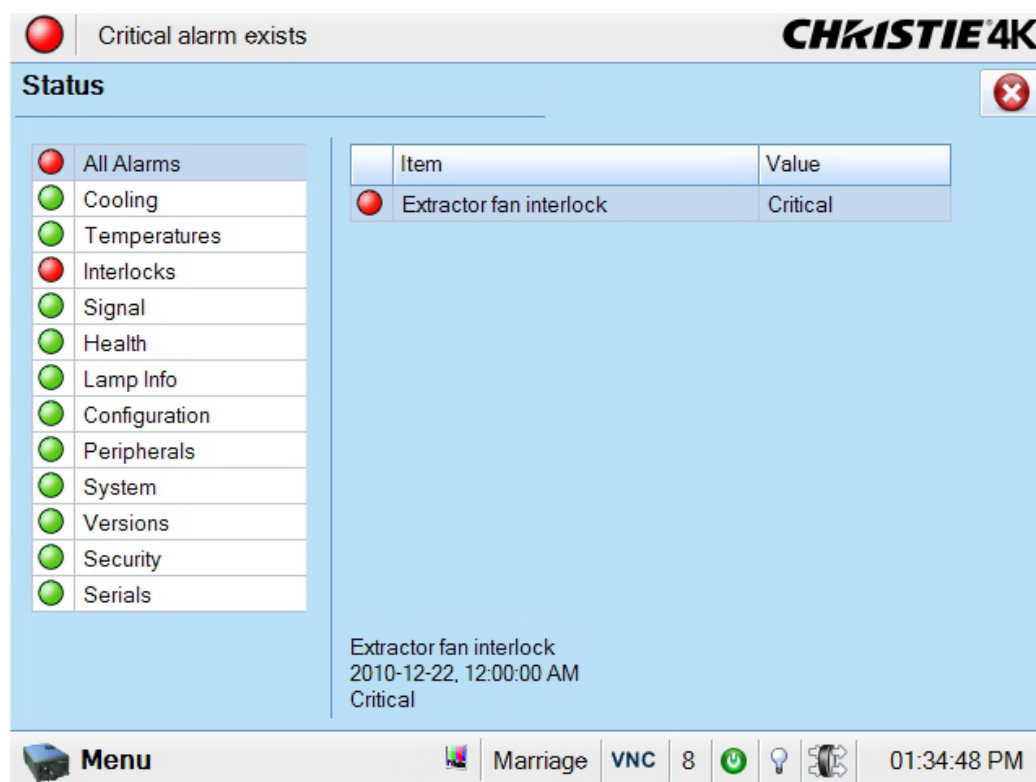 Critical alarm exists
CHRISTIE 4K
Status
All Alarms
Cooling
Temperatures
Interlocks
Signal
Health
Lamp Info
Configuration
Peripherals
System
Versions
Security
Serials
Item Value
Extractor fan interlock Critical
Extractor fan interlock
2010-12-22, 12:00:00 AM
Critical
Menu Marriage VNC 8 01:34:48 PM